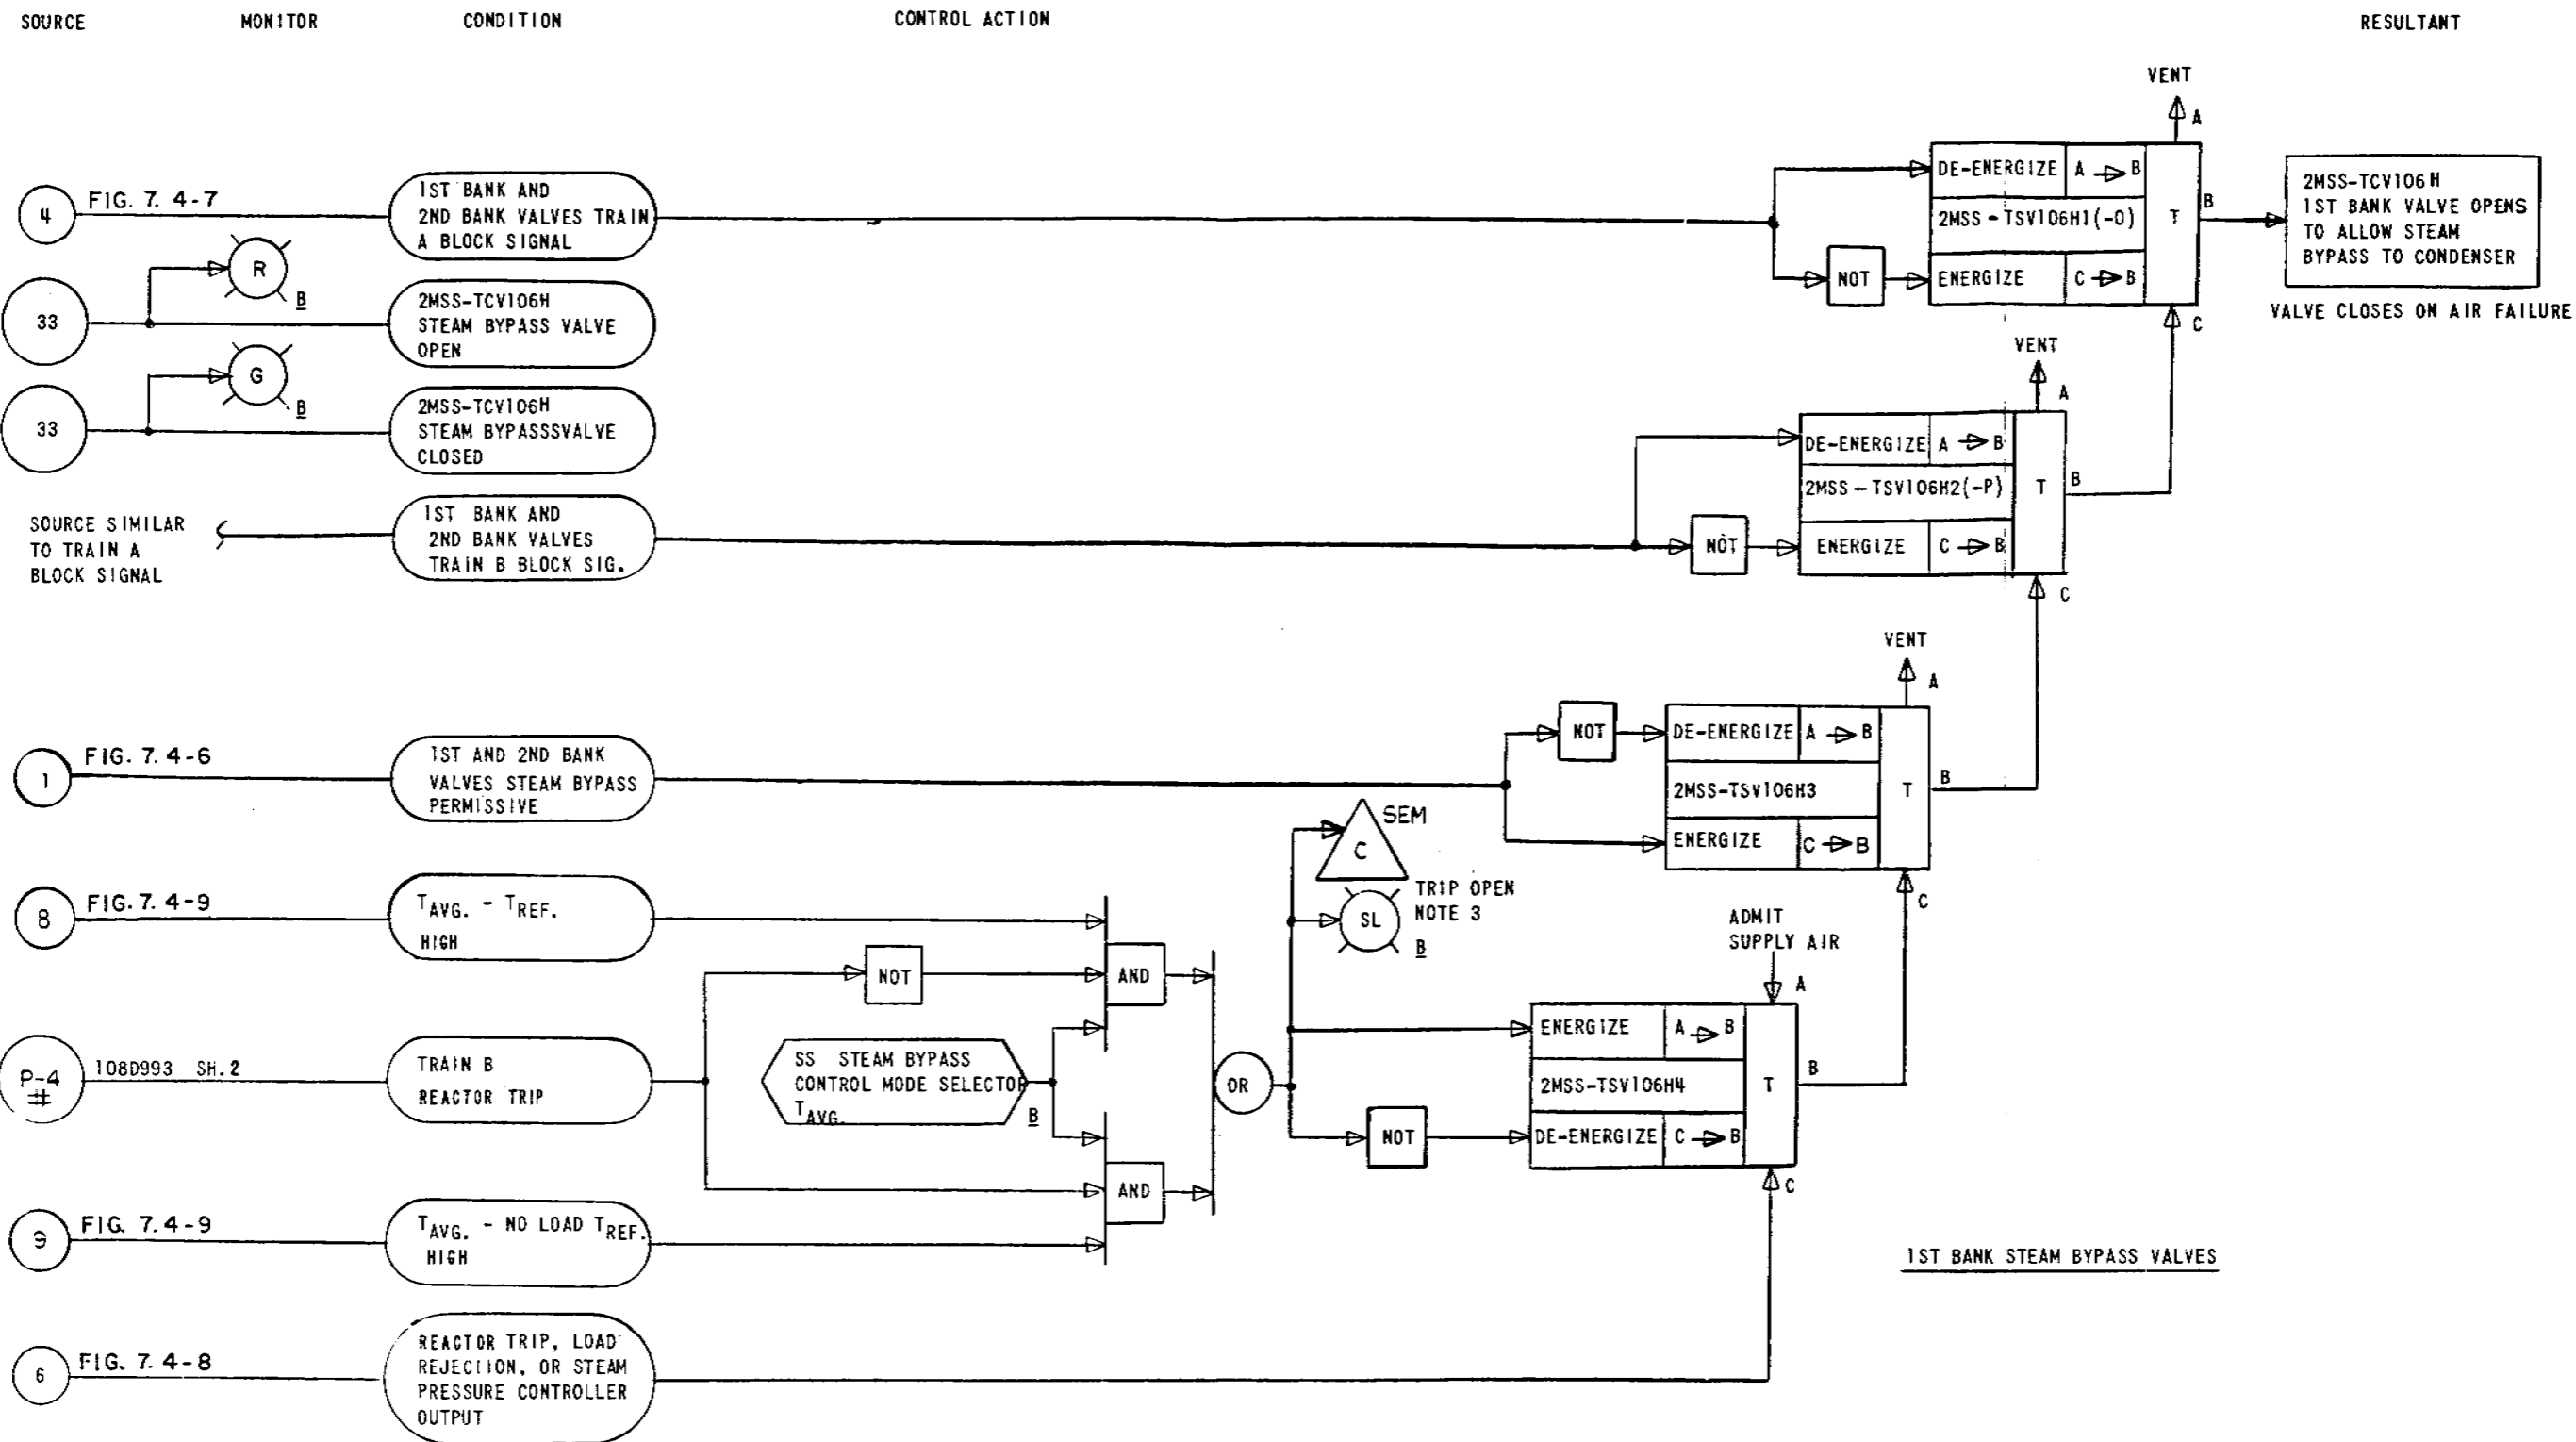 SOURCE
MONITOR
CONDITION
CONTROL ACTION
RESULTANT
4
FIG. 7. 4-7
1ST BANK AND
2ND BANK VALVES TRAIN
A BLOCK SIGNAL
R
B
33
2MSS-TCV106H
STEAM BYPASS VALVE
OPEN
G
B
33
2MSS-TCV106H
STEAM BYPASSSVALVE
CLOSED
SOURCE SIMILAR
TO TRAIN A
BLOCK SIGNAL
1ST BANK AND
2ND BANK VALVES
TRAIN B BLOCK SIG.
VENT
A
DE-ENERGIZE
A
B
2MSS-TSV106H1(-O)
T
B
NOT
ENERGIZE
C
B
C
2MSS-TCV106H
1ST BANK VALVE OPENS
TO ALLOW STEAM
BYPASS TO CONDENSER
VALVE CLOSES ON AIR FAILURE
VENT
A
DE-ENERGIZE
A
B
2MSS-TSV106H2(-P)
T
B
NOT
ENERGIZE
C
B
C
1
FIG. 7. 4-6
1ST AND 2ND BANK
VALVES STEAM BYPASS
PERMISSIVE
VENT
A
NOT
DE-ENERGIZE
A
B
2MSS-TSV106H3
T
B
ENERGIZE
C
B
C
SEM
C
TRIP OPEN
NOTE 3
SL
B
8
FIG. 7. 4-9
TAVG. - TREF.
HIGH
NOT
AND
P-4
#
108D993 SH.2
TRAIN B
REACTOR TRIP
SS STEAM BYPASS
CONTROL MODE SELECTOR
TAVG.
B
OR
ADMIT
SUPPLY AIR
A
ENERGIZE
A
B
2MSS-TSV106H4
T
B
NOT
DE-ENERGIZE
C
B
C
AND
9
FIG. 7. 4-9
TAVG. - NO LOAD TREF.
HIGH
1ST BANK STEAM BYPASS VALVES
6
FIG. 7. 4-8
REACTOR TRIP, LOAD
REJECTION, OR STEAM
PRESSURE CONTROLLER
OUTPUT